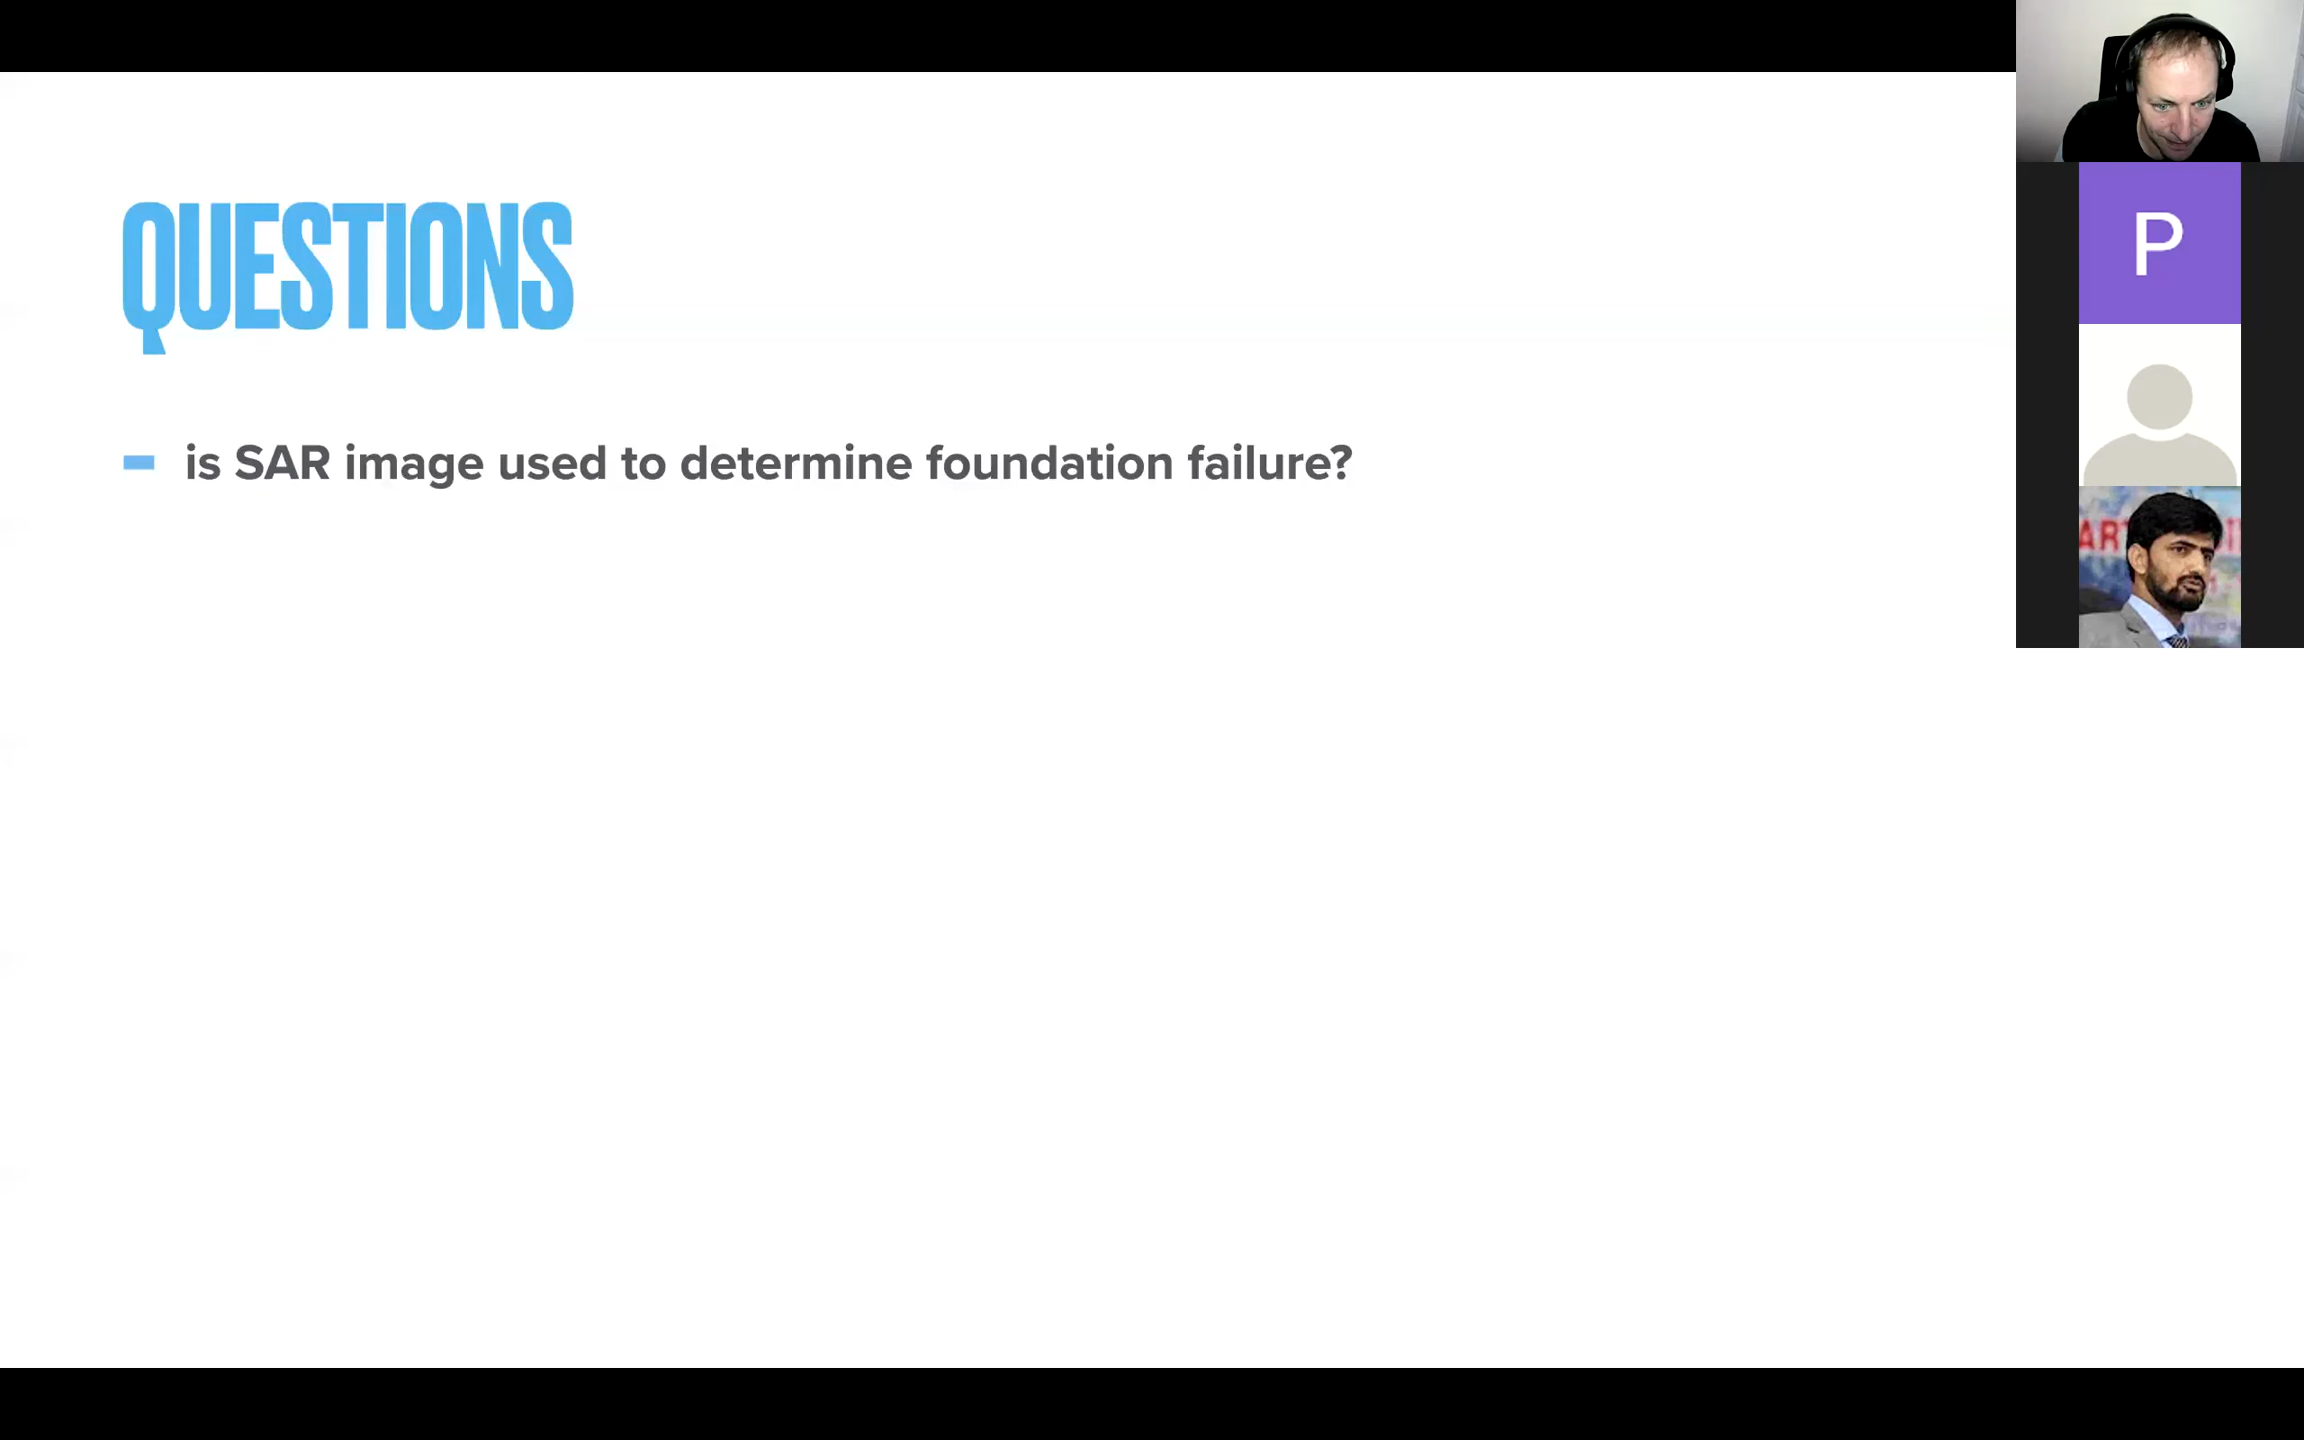 QUESTIONS
is SAR image used to determine foundation failure?
P